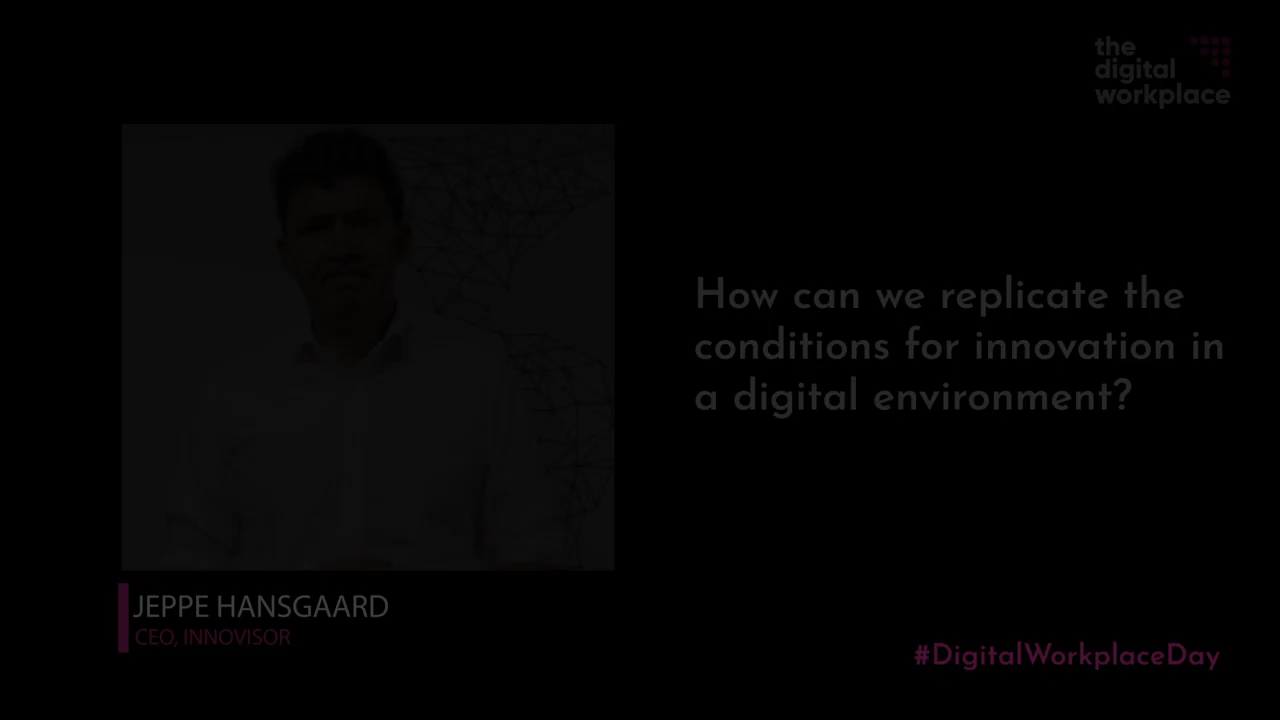 the
digital
workplace
How can we replicate the
conditions for innovation in
a digital environment?
JEPPE HANSGAARD
CEO, INNOVISOR
#DigitalWorkplaceDay